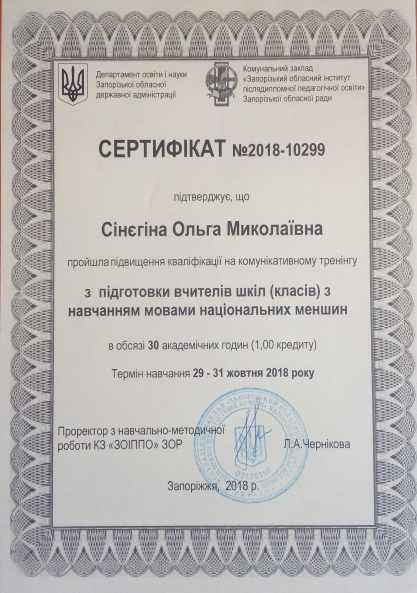 Департамент освіти і науки
Запорозької обласної
державної адміністрації
Комунальний заклад
«Запорізький обласний інститут
післядипломної педагогічної освіти»
Запорізької обласної ради
СЕРТИФІКАТ №2018-10299
підтверджує, що
Сінєгіна Ольга Миколаївна
пройшла підвищення кваліфікації на комунікативному тренінгу
з підготовки вчителів шкіл (класів) з
навчанням мовами національних меншин
в обсязі 30 академічних годин (1,00 кредиту)
Термін навчання 29 - 31 жовтня 2018 року
Проректор з навчально-методичної
роботи КЗ «ЗОІППО» ЗОР
Л.А.Чернікова
Запоріжжя, 2018 р.